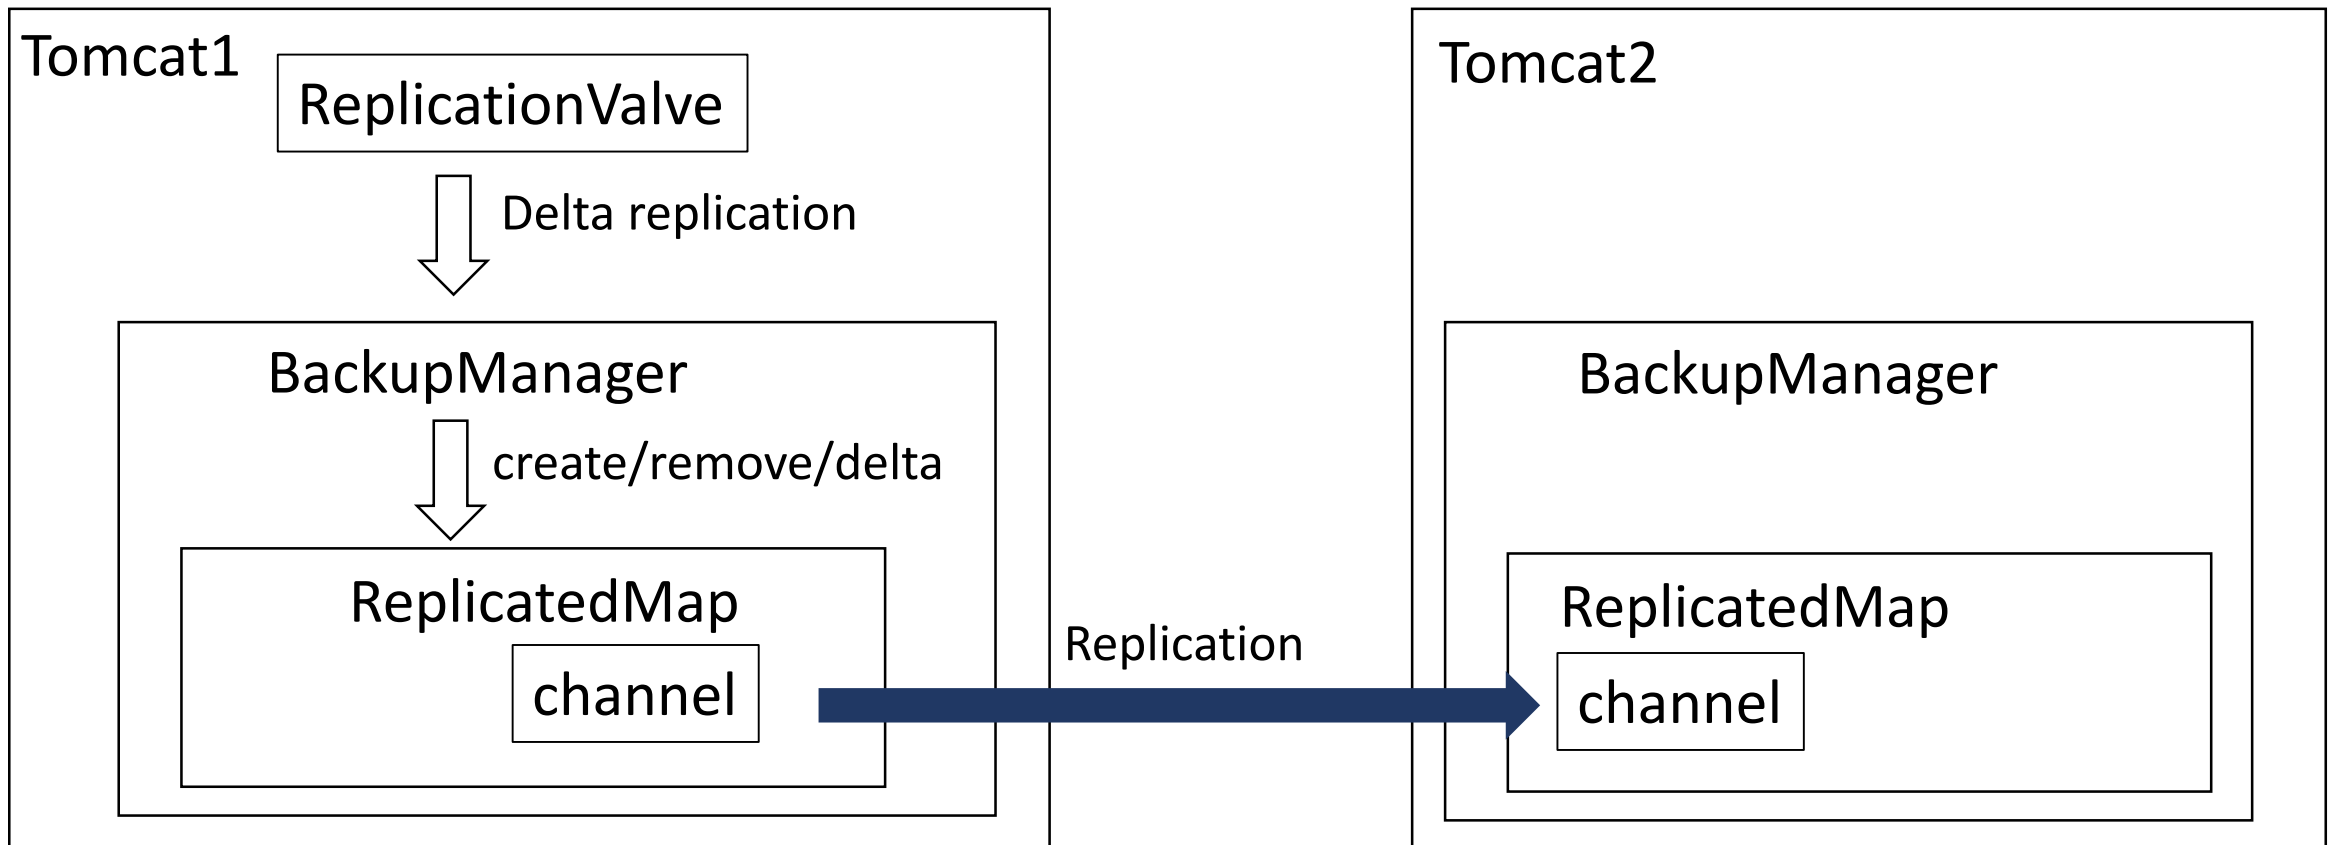 Tomcat1
ReplicationValve
Delta replication
BackupManager
create/remove/delta
ReplicatedMap
channel
Replication
Tomcat2
BackupManager
ReplicatedMap
channel